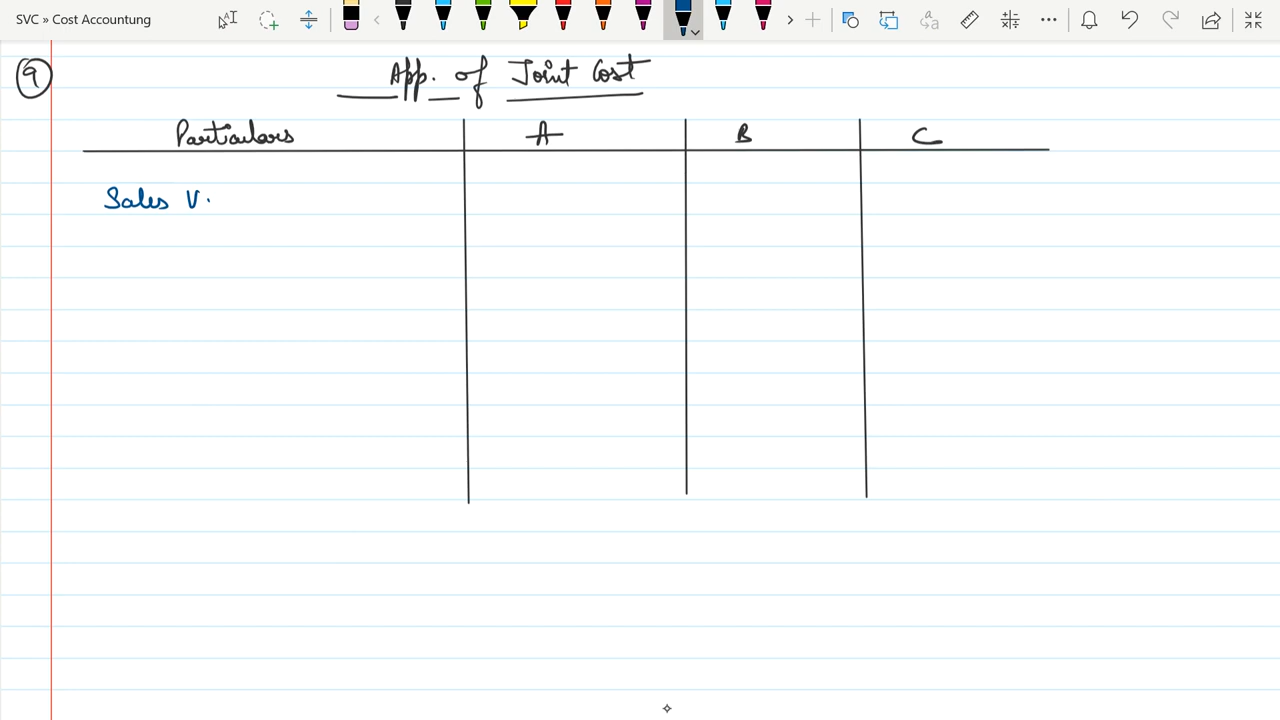 SVC » Cost Accountung
9 App. of Joint Cost
Particulars A B C
Sales V.